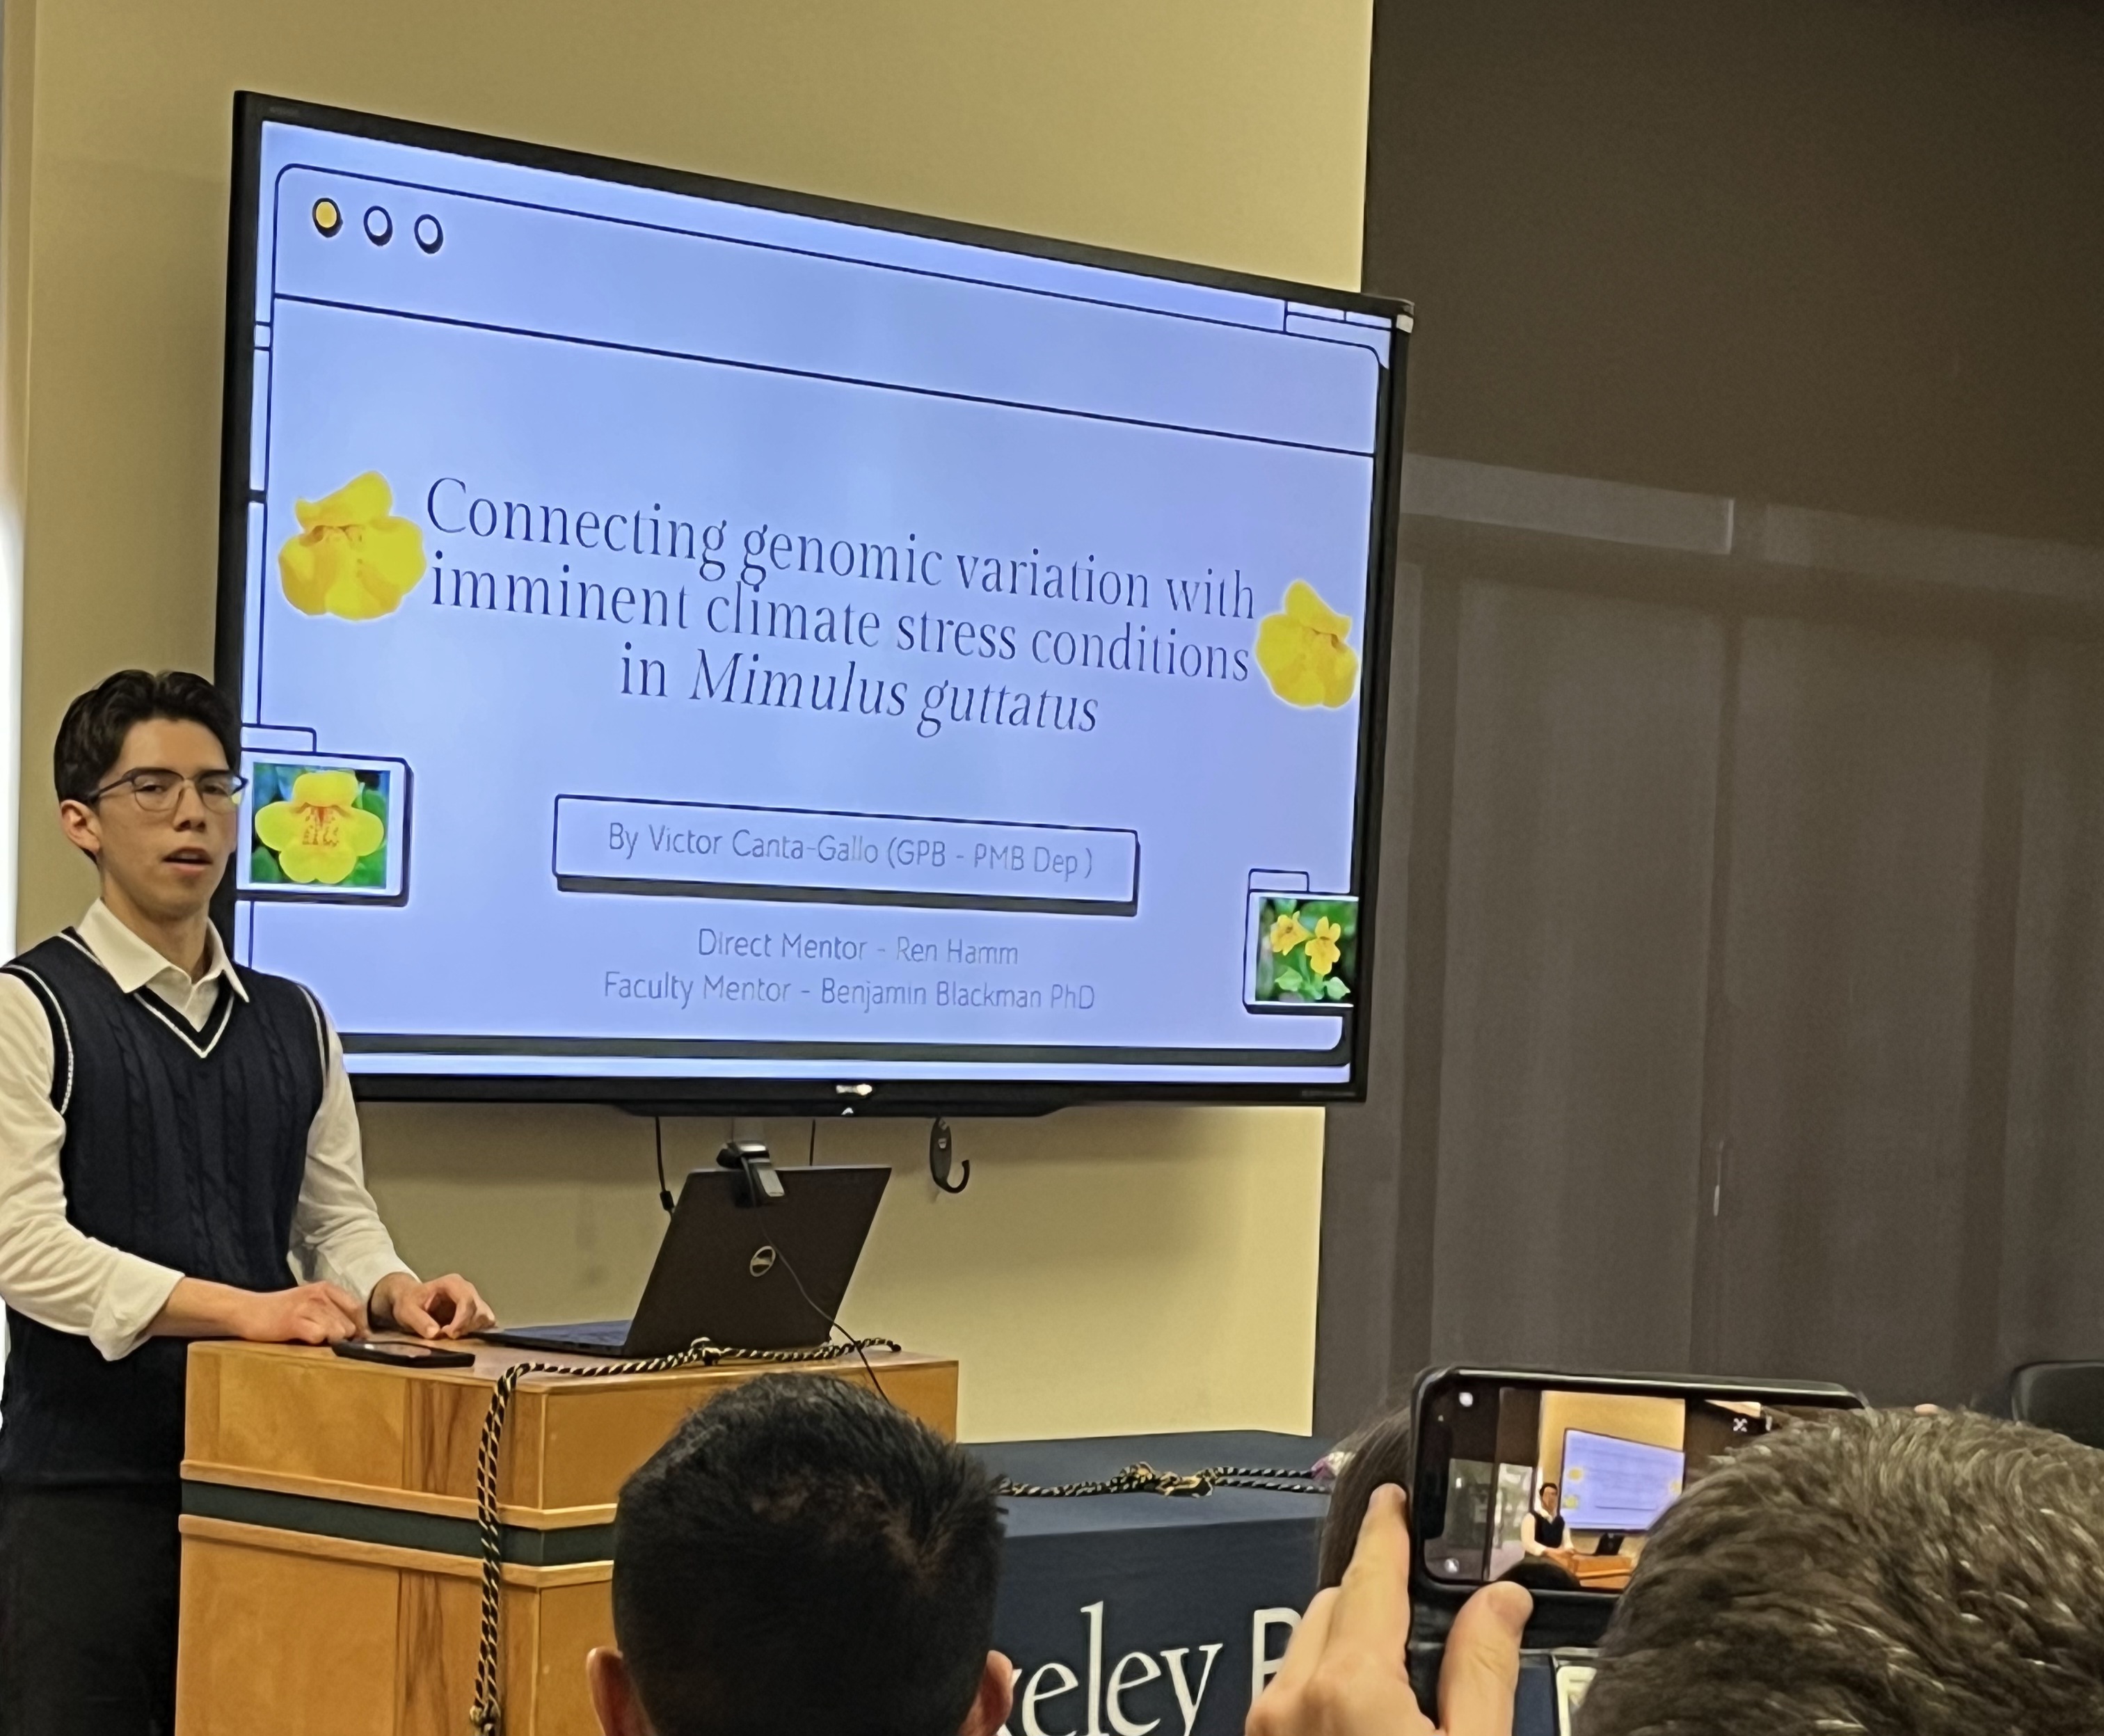 Connecting genomic variation with
imminent climate stress conditions
in Mimulus guttatus
By Victor Canta-Gallo (GPB - PMB Dep )
Direct Mentor - Ren Hamm
Faculty Mentor - Benjamin Blackman PhD
keley